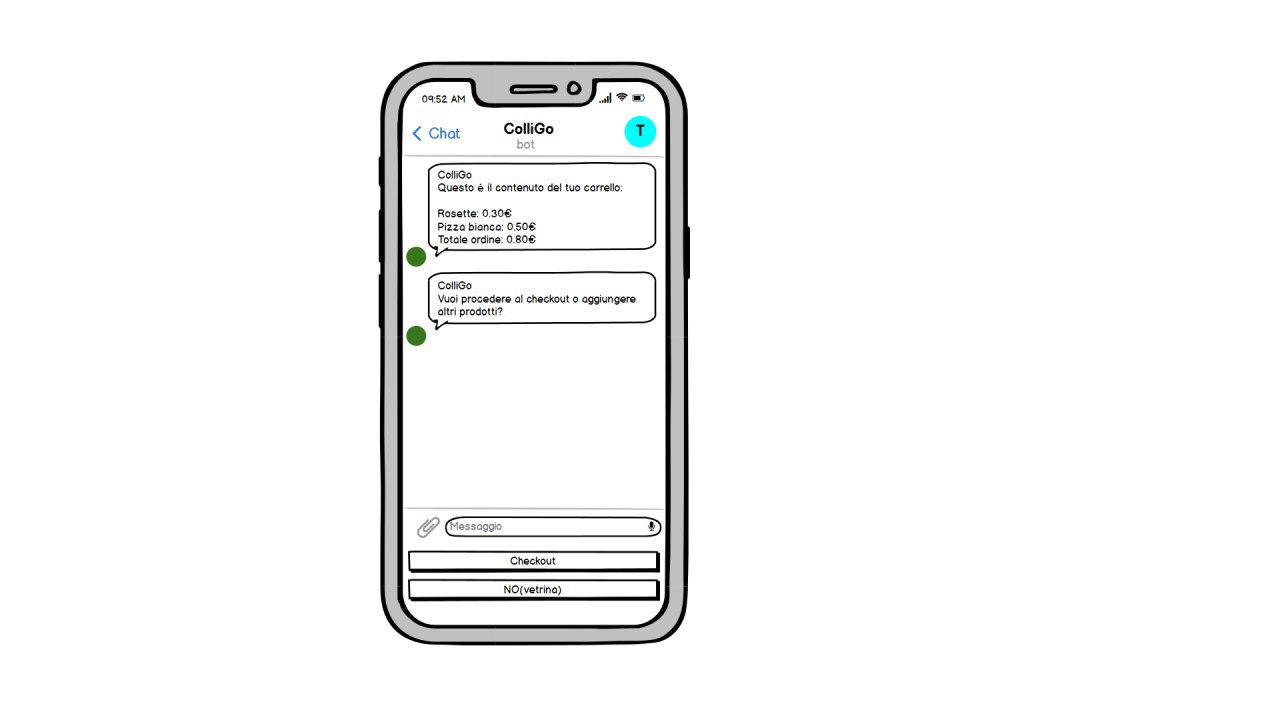 09:52 AM
Chat
ColliGo
bot
T
ColliGo
Questo è il contenuto del tuo carrello:
Rosette: 0.30€
Pizza bianca: 0.50€
Totale ordine: 0.80€
ColliGo
Vuoi procedere al checkout o aggiungere
altri prodotti?
Messaggio
Checkout
NO(vetrina)